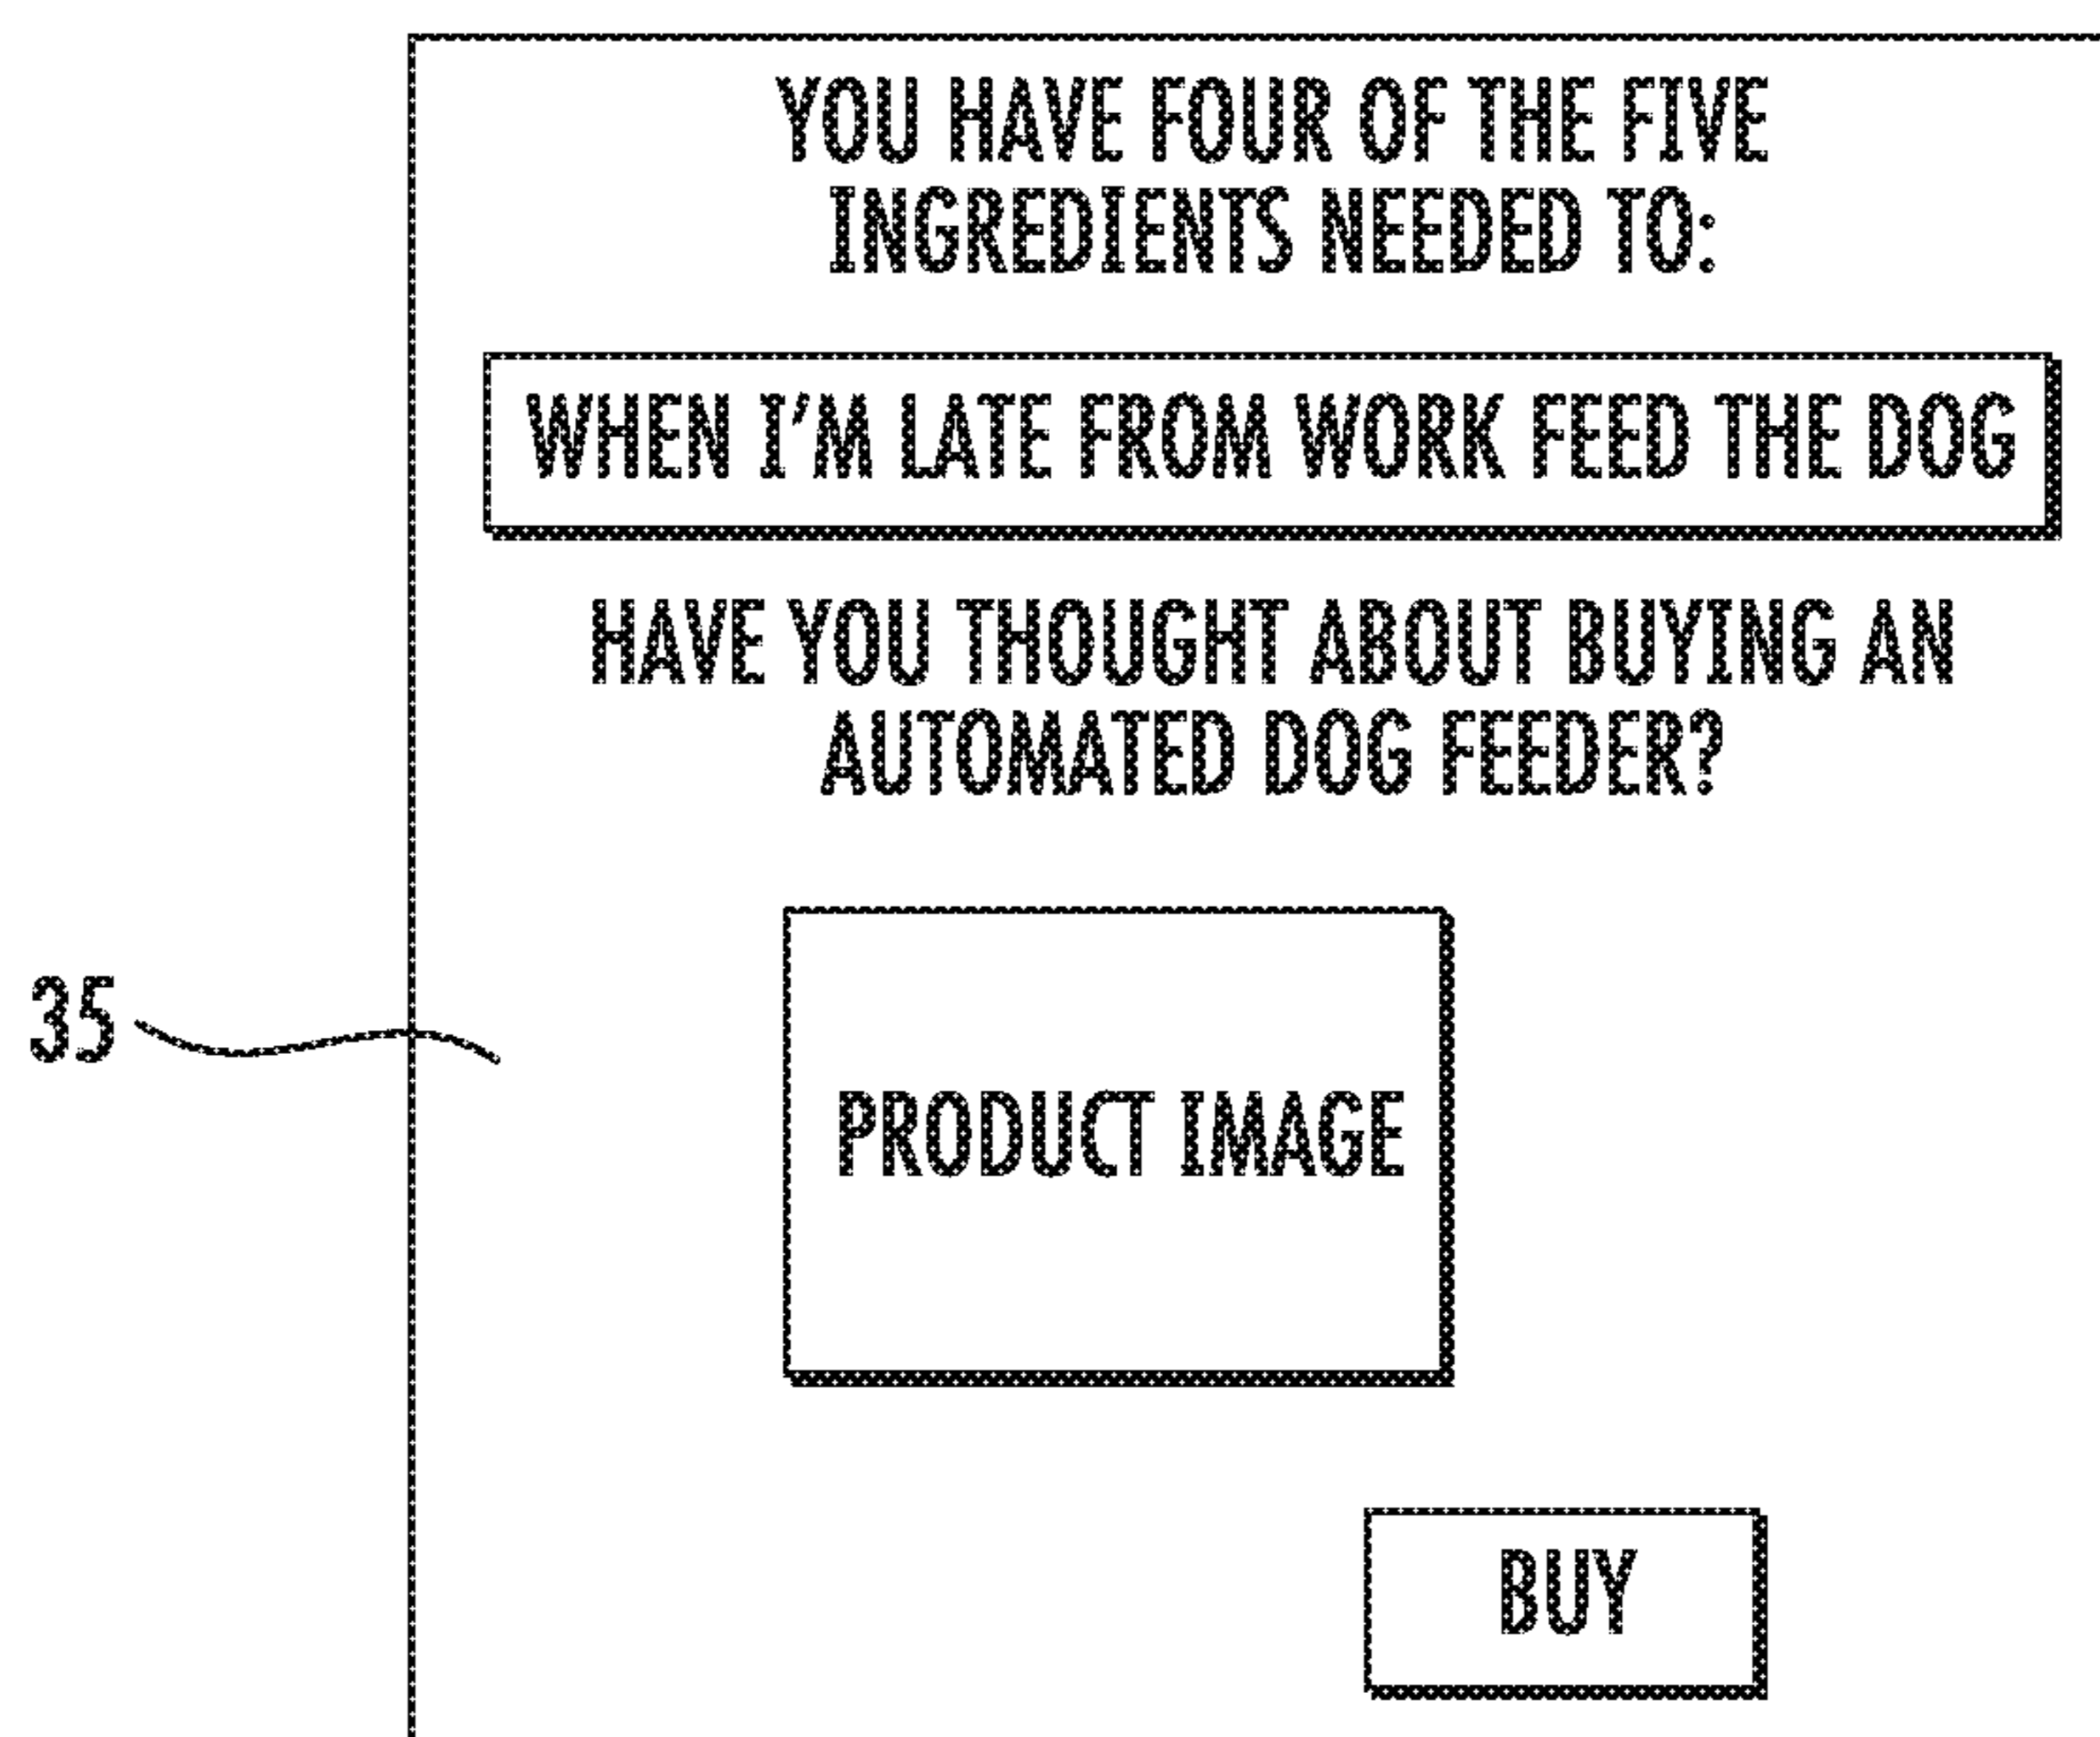 YOU HAVE FOUR OF THE FIVE
INGREDIENTS NEEDED TO:
WHEN I'M LATE FROM WORK FEED THE DOG
HAVE YOU THOUGHT ABOUT BUYING AN
AUTOMATED DOG FEEDER?
35
PRODUCT IMAGE
BUY